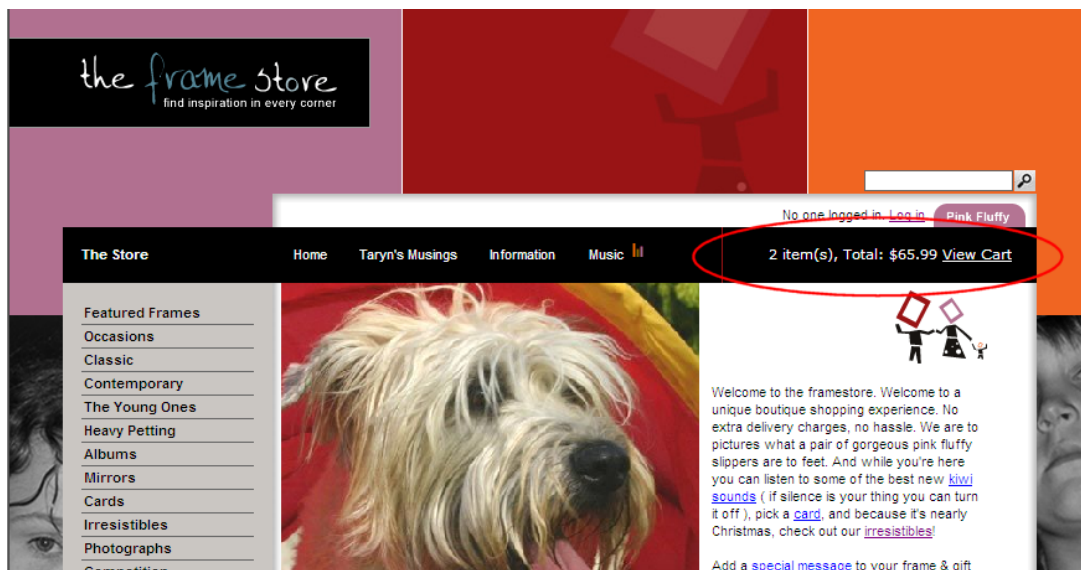 the frame store
find inspiration in every corner
No one logged in. Log in
Pink Fluffy
The Store
Home
Taryn's Musings
Information
Music
2 item(s), Total: $65.99 View Cart
Featured Frames
Occasions
Classic
Contemporary
The Young Ones
Heavy Petting
Albums
Mirrors
Cards
Irresistibles
Photographs
Competition
Welcome to the framestore. Welcome to a
unique boutique shopping experience. No
extra delivery charges, no hassle. We are to
pictures what a pair of gorgeous pink fluffy
slippers are to feet. And while you're here
you can listen to some of the best new kiwi
sounds ( if silence is your thing you can turn
it off ), pick a card, and because it's nearly
Christmas, check out our irresistibles!
Add a special message to your frame & gift